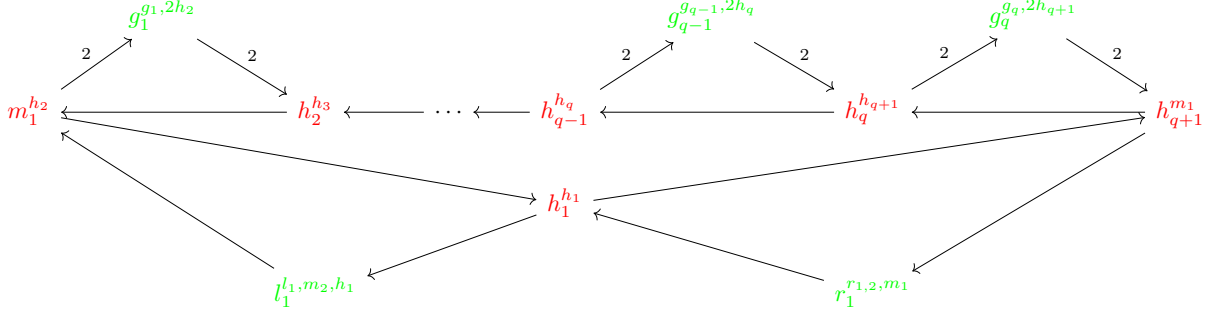 g_1^{g_1,2h_2} g_{q-1}^{g_{q-1},2h_q} g_q^{g_q,2h_{q+1}}
2 2 2 2 2 2
m_1^{h_2} h_2^{h_3} ⋯ h_{q-1}^{h_q} h_q^{h_{q+1}} h_{q+1}^{m_1}
h_1^{h_1}
l_1^{l_1,m_2,h_1} r_1^{r_{1,2},m_1}